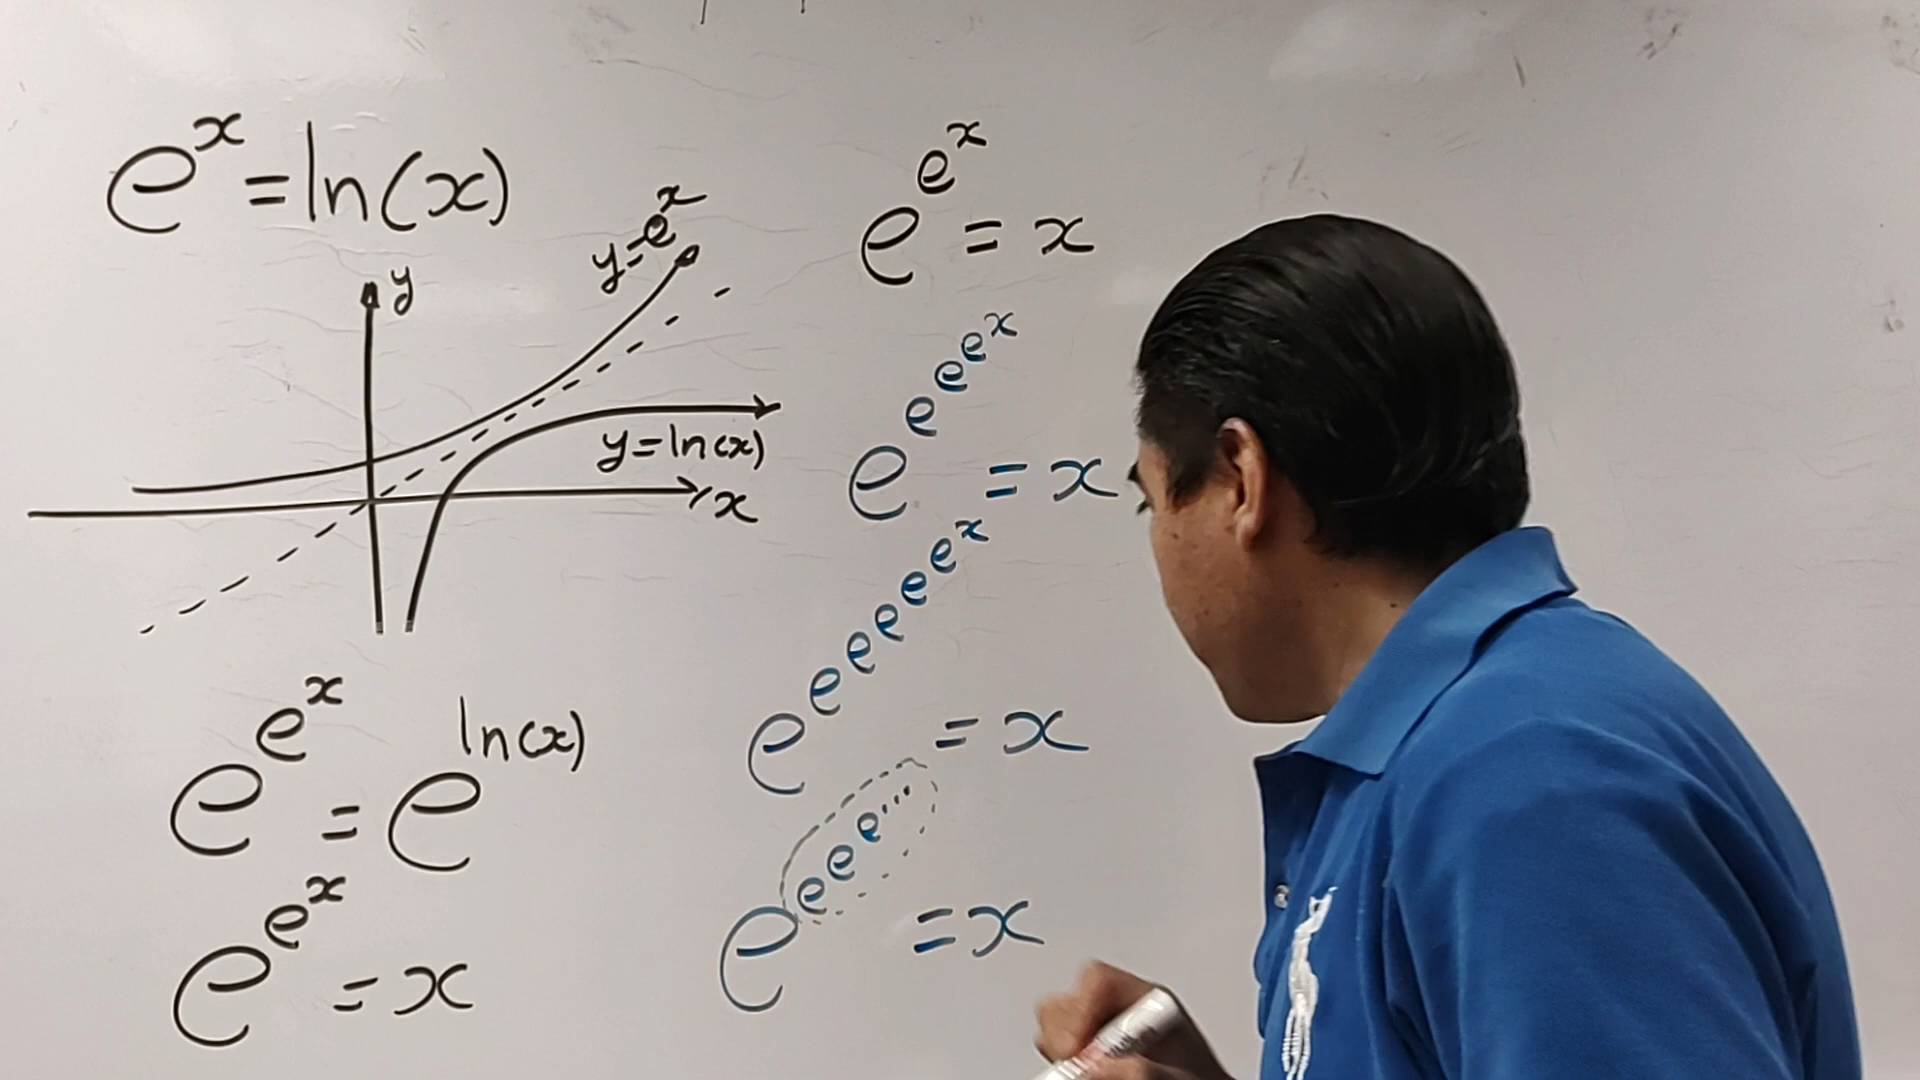 e^x = ln(x)
y
y=e^x
y=ln(x)
x
e^{e^x} = e^{ln(x)}
e^{e^x} = x
e^{e^x} = x
e^{e^{e^{e^x}}} = x
e^{e^{e^{e^{e^{e^x}}}}} = x
e^{e^{e^{e^{...}}}} = x